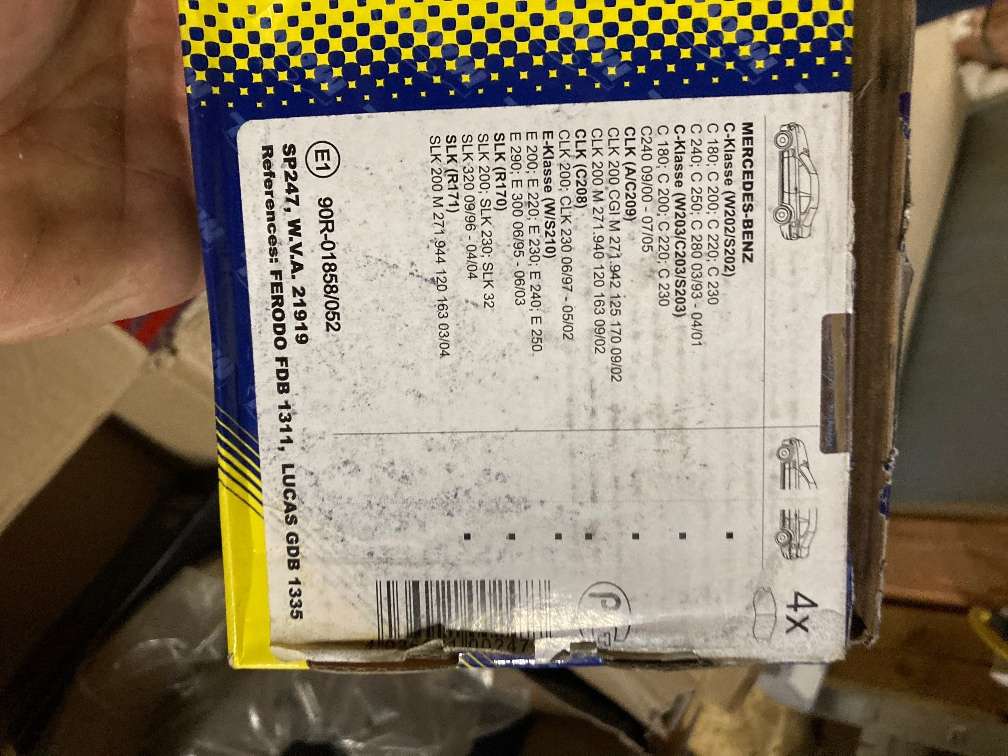 MERCEDES-BENZ
C-Klasse (W202/S202)
C 180; C 200; C 220; C 230
C 240; C 250; C 280 03/93 - 04/01
C-Klasse (W203/C203/S203)
C 180; C 200; C 220; C 230
C240 09/00 - 07/05
CLK (A/C209)
CLK 200 CGI M 271.942 125 170 09/02
CLK 200 M 271.940 120 163 09/02
CLK (C208)
CLK 200; CLK 230 06/97 - 05/02
E-Klasse (W/S210)
E 200; E 220; E 230; E 240; E 250
E 290; E 300 06/95 - 06/03
SLK (R170)
SLK 200; SLK 230; SLK 32
SLK 320 09/96 - 04/04
SLK (R171)
SLK 200 M 271.944 120 163 03/04
4x
E1 90R-01858/052
SP247, W.V.A. 21919
References: FERODO FDB 1311, LUCAS GDB 1335